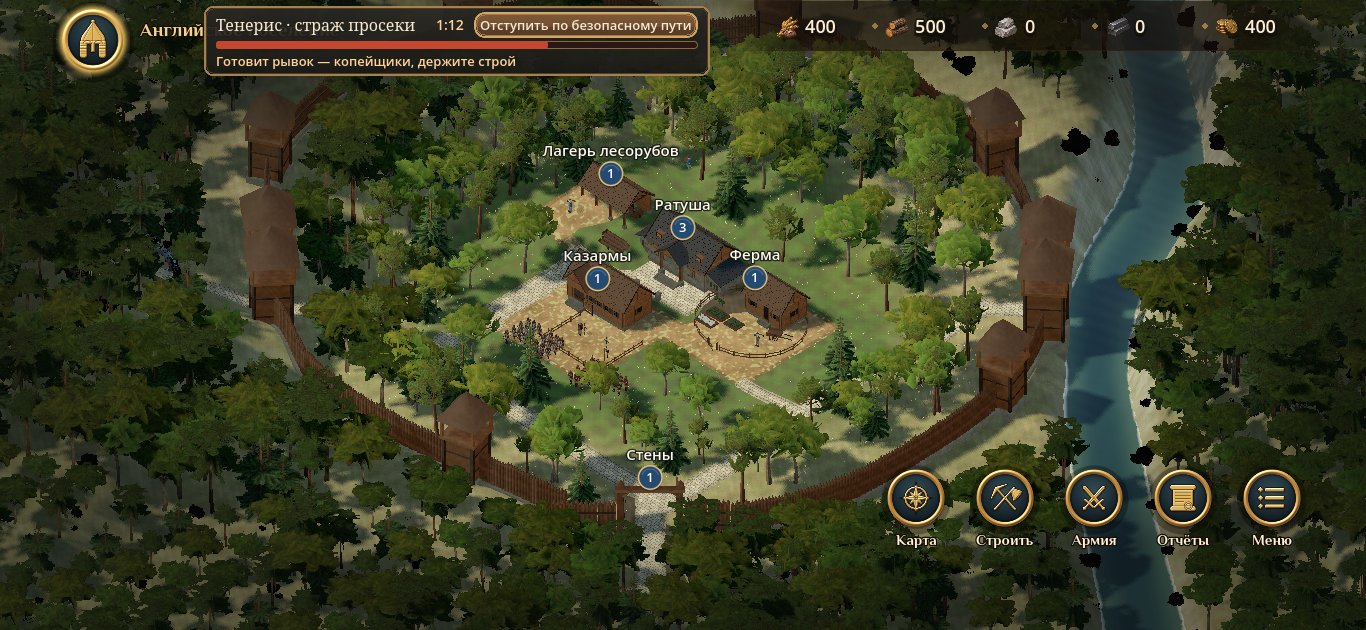 Англий
Тенерис · страж просеки 1:12 Отступить по безопасному пути
Готовит рывок — копейщики, держите строй
400 500 0 0 400
Лагерь лесорубов
1
Ратуша
3
Казармы
1
Ферма
1
Стены
1
Карта Строить Армия Отчёты Меню